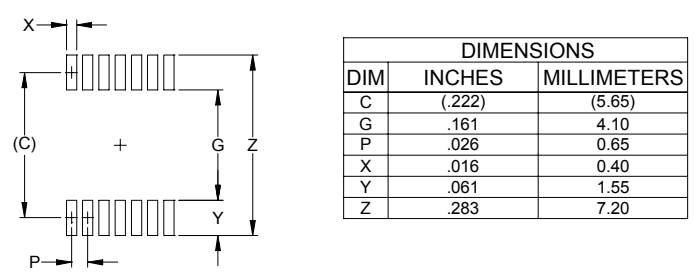 X
(C)
G
Z
Y
P
DIMENSIONS
DIM INCHES MILLIMETERS
C (.222) (5.65)
G .161 4.10
P .026 0.65
X .016 0.40
Y .061 1.55
Z .283 7.20